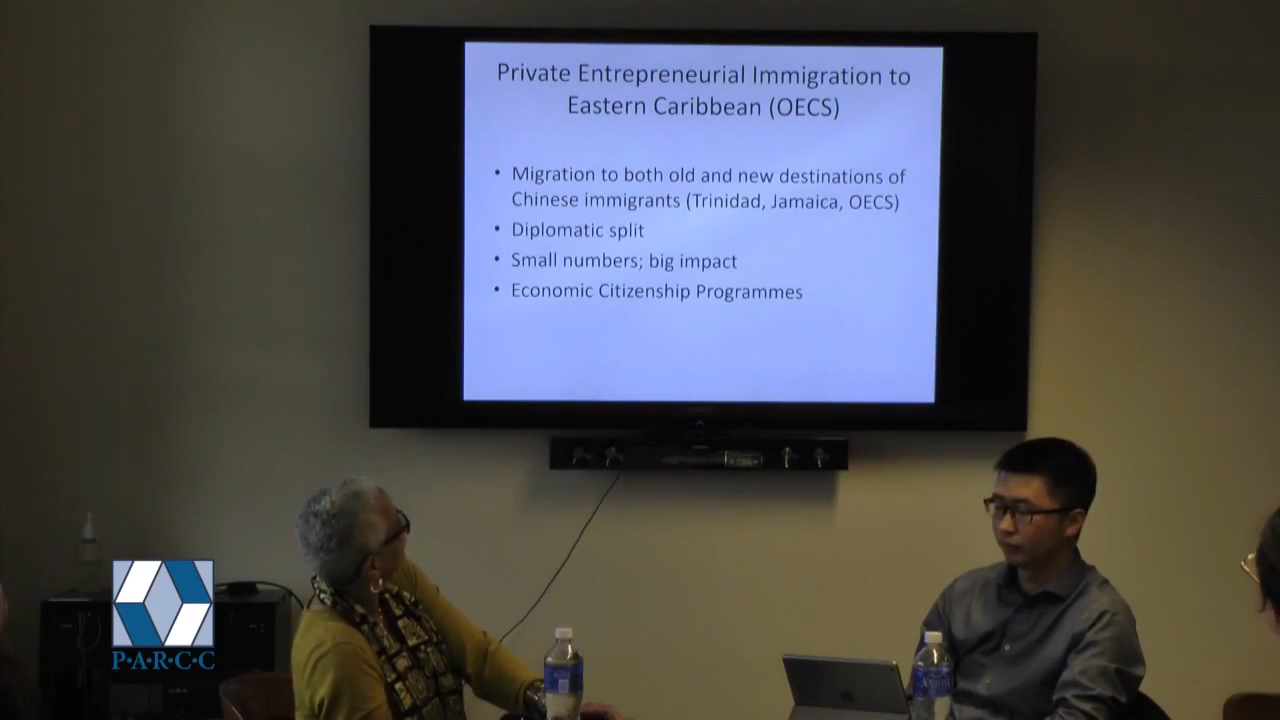 Private Entrepreneurial Immigration to
Eastern Caribbean (OECS)
• Migration to both old and new destinations of
Chinese immigrants (Trinidad, Jamaica, OECS)
• Diplomatic split
• Small numbers; big impact
• Economic Citizenship Programmes
P·A·R·C·C